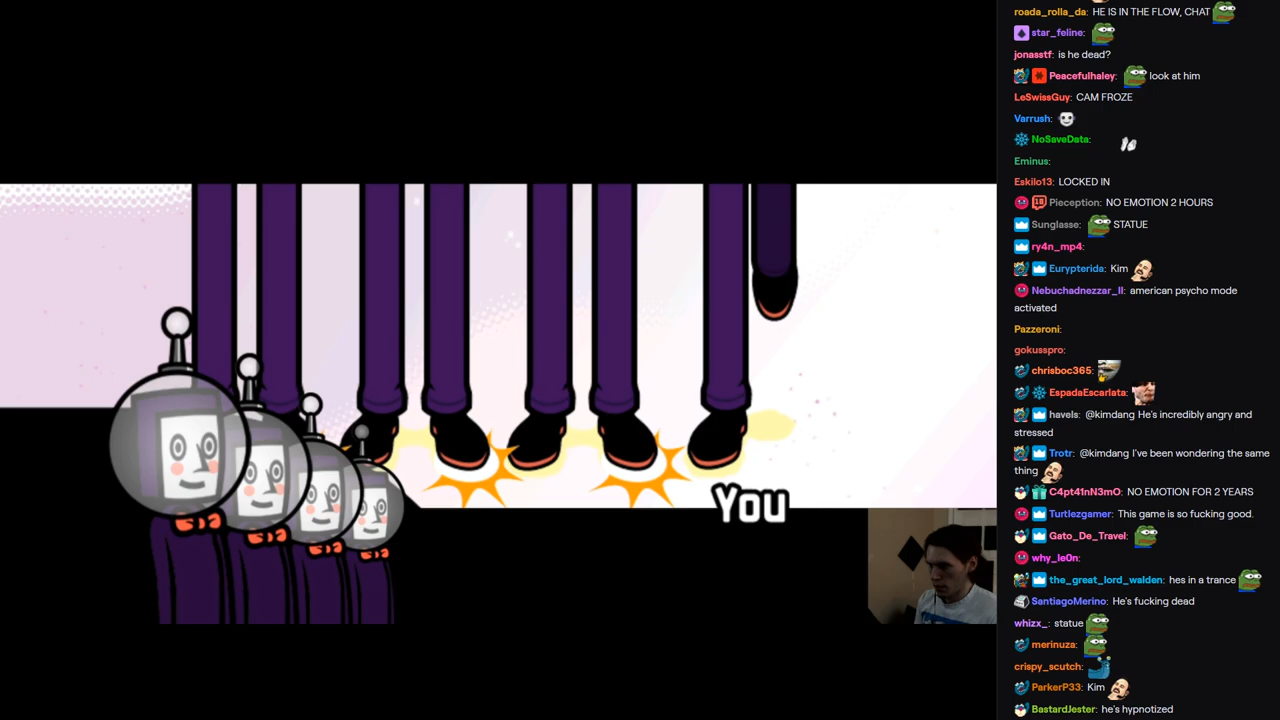 You
roada_rolla_da: HE IS IN THE FLOW, CHAT
star_feline:
jonasstf: is he dead?
Peacefulhaley: look at him
LeSwissGuy: CAM FROZE
Varrush:
NoSaveData:
Eminus:
Eskilo13: LOCKED IN
18 Pieception: NO EMOTION 2 HOURS
Sunglasse: STATUE
ry4n_mp4:
Eurypterida: Kim
Nebuchadnezzar_II: american psycho mode
activated
Pazzeroni:
gokusspro:
chrisboc365:
EspadaEscarlata:
havels: @kimdang He's incredibly angry and
stressed
Trotr: @kimdang I've been wondering the same
thing
C4pt41nN3mO: NO EMOTION FOR 2 YEARS
Turtlezgamer: This game is so fucking good.
Gato_De_Travel:
why_le0n:
the_great_lord_walden: hes in a trance
SantiagoMerino: He's fucking dead
whizx_: statue
merinuza:
crispy_scutch:
ParkerP33: Kim
BastardJester: he's hypnotized